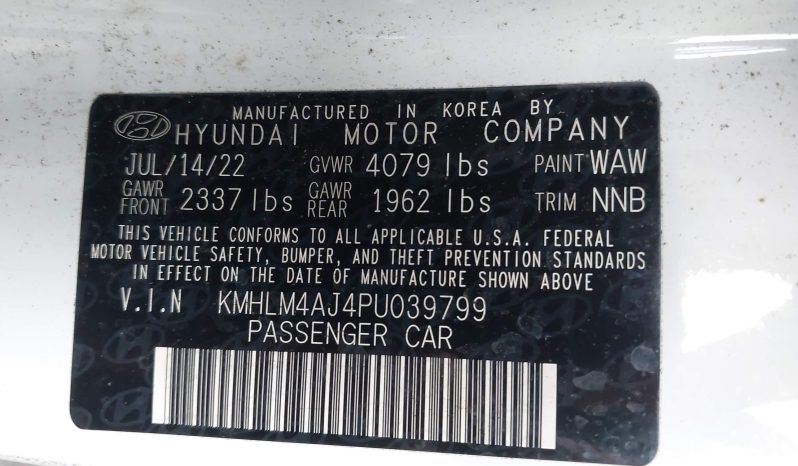 MANUFACTURED IN KOREA BY
HYUNDAI MOTOR COMPANY
JUL/14/22 GVWR 4079 lbs PAINT WAW
GAWR FRONT 2337 lbs GAWR REAR 1962 lbs TRIM NNB
THIS VEHICLE CONFORMS TO ALL APPLICABLE U.S.A. FEDERAL
MOTOR VEHICLE SAFETY, BUMPER, AND THEFT PREVENTION STANDARDS
IN EFFECT ON THE DATE OF MANUFACTURE SHOWN ABOVE
V.I.N KMHLM4AJ4PU039799
PASSENGER CAR